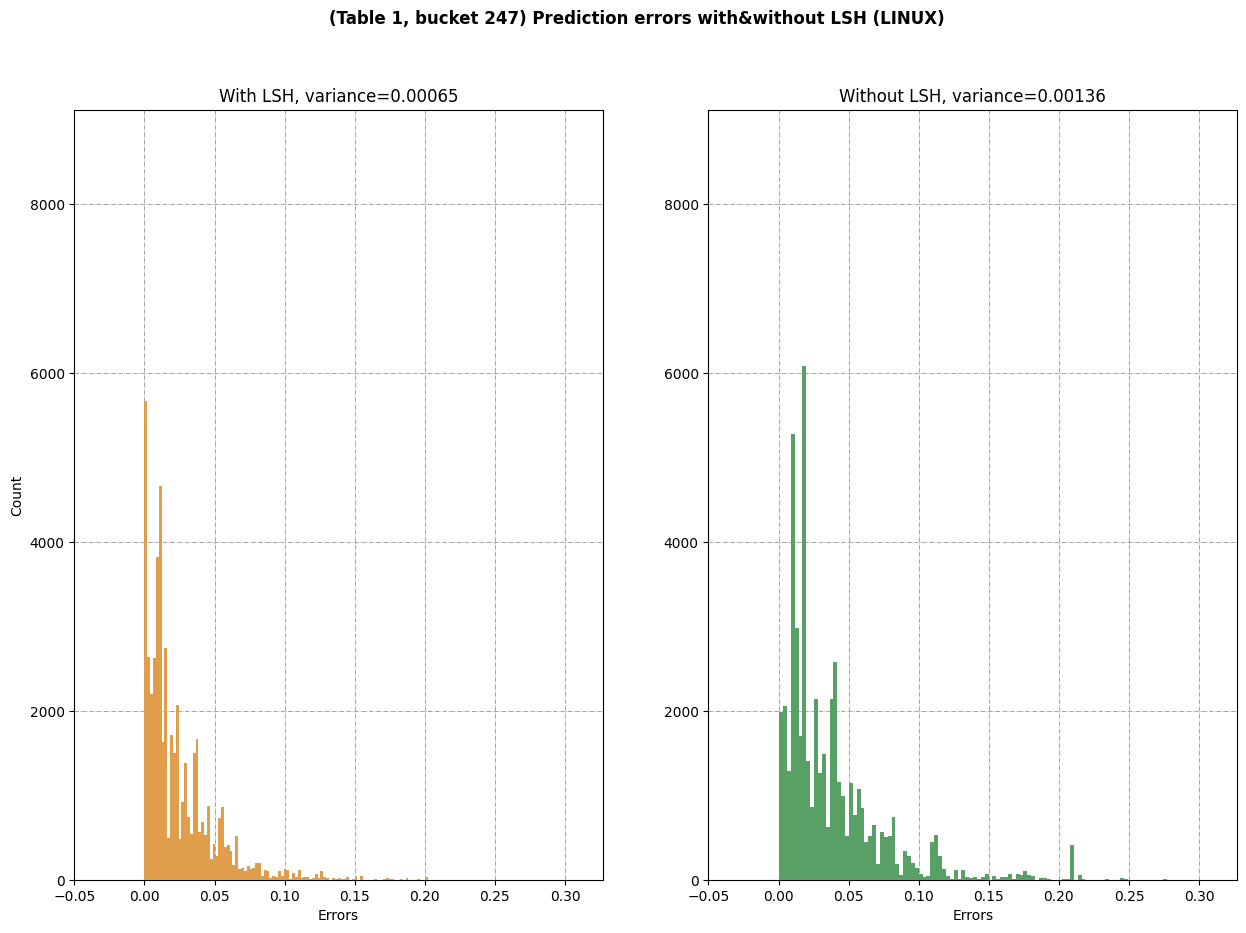 (Table 1, bucket 247) Prediction errors with&without LSH (LINUX)
With LSH, variance=0.00065
Count
8000
6000
4000
2000
0
−0.05 0.00 0.05 0.10 0.15 0.20 0.25 0.30
Errors
Without LSH, variance=0.00136
8000
6000
4000
2000
0
−0.05 0.00 0.05 0.10 0.15 0.20 0.25 0.30
Errors